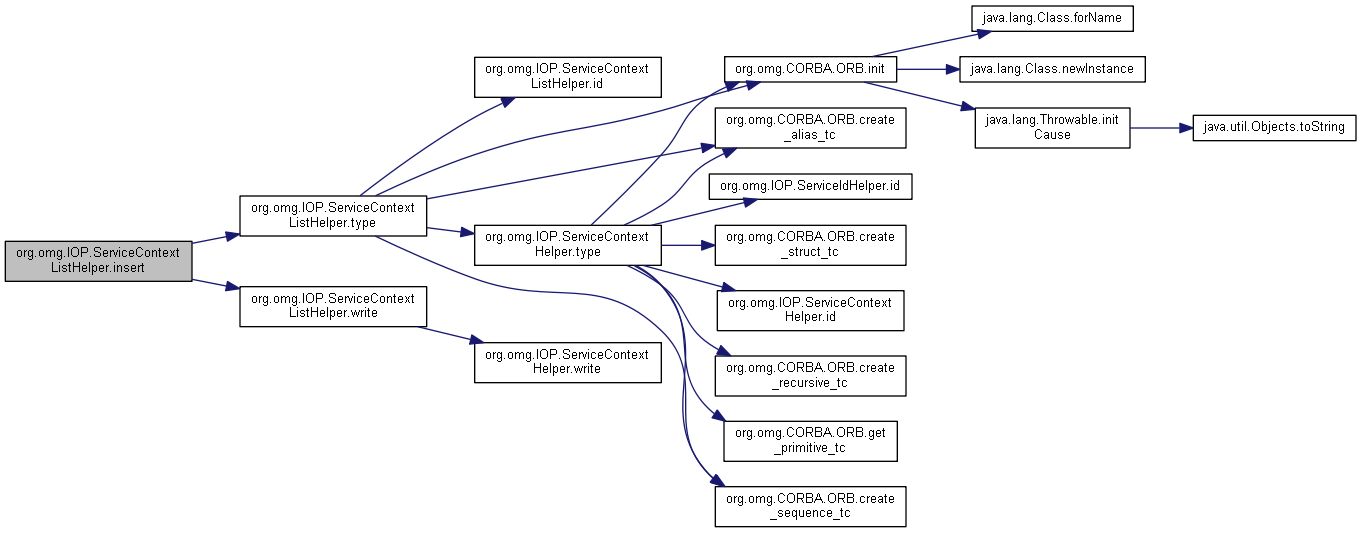 org.omg.IOP.ServiceContext
ListHelper.insert
org.omg.IOP.ServiceContext
ListHelper.type
org.omg.IOP.ServiceContext
ListHelper.write
org.omg.IOP.ServiceContext
ListHelper.id
org.omg.IOP.ServiceContext
Helper.type
org.omg.IOP.ServiceContext
Helper.write
org.omg.CORBA.ORB.init
org.omg.CORBA.ORB.create
_alias_tc
org.omg.IOP.ServiceIdHelper.id
org.omg.CORBA.ORB.create
_struct_tc
org.omg.IOP.ServiceContext
Helper.id
org.omg.CORBA.ORB.create
_recursive_tc
org.omg.CORBA.ORB.get
_primitive_tc
org.omg.CORBA.ORB.create
_sequence_tc
java.lang.Class.forName
java.lang.Class.newInstance
java.lang.Throwable.init
Cause
java.util.Objects.toString